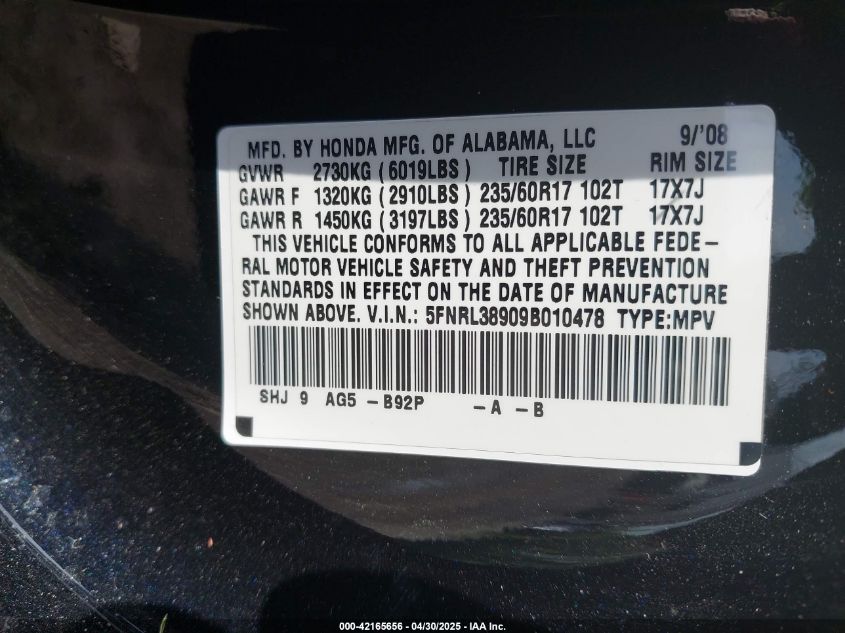 MFD. BY HONDA MFG. OF ALABAMA, LLC 9/'08
GVWR 2730KG (6019LBS) TIRE SIZE RIM SIZE
GAWR F 1320KG (2910LBS) 235/60R17 102T 17X7J
GAWR R 1450KG (3197LBS) 235/60R17 102T 17X7J
THIS VEHICLE CONFORMS TO ALL APPLICABLE FEDE-
RAL MOTOR VEHICLE SAFETY AND THEFT PREVENTION
STANDARDS IN EFFECT ON THE DATE OF MANUFACTURE
SHOWN ABOVE. V.I.N.: 5FNRL38909B010478 TYPE:MPV
SHJ 9 AG5 -B92P -A -B
000-42165656 - 04/30/2025 - IAA Inc.